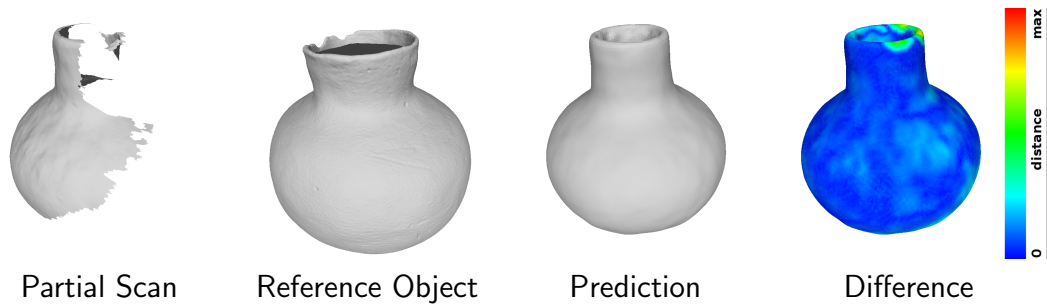 max
distance
0
Partial Scan
Reference Object
Prediction
Difference